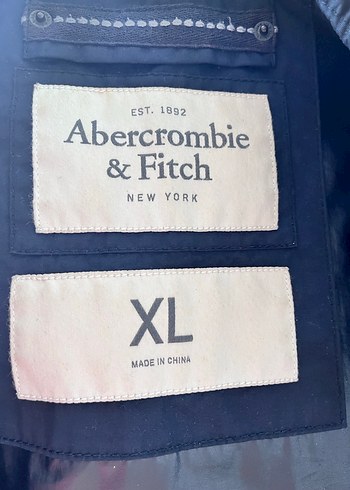 EST. 1892
Abercrombie
& Fitch
NEW YORK
XL
MADE IN CHINA